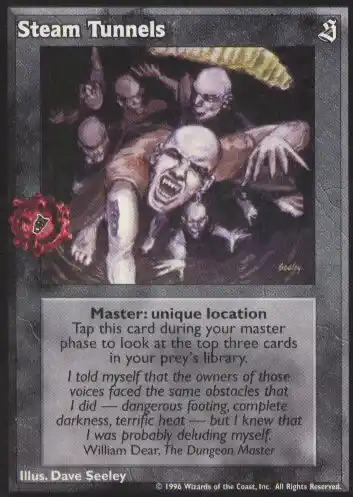 Steam Tunnels
Seeley
Master: unique location
Tap this card during your master
phase to look at the top three cards
in your prey's library.
I told myself that the owners of those
voices faced the same obstacles that
I did — dangerous footing, complete
darkness, terrific heat — but I knew that
I was probably deluding myself.
William Dear, The Dungeon Master
Illus. Dave Seeley
© 1996 Wizards of the Coast, Inc. All Rights Reserved.